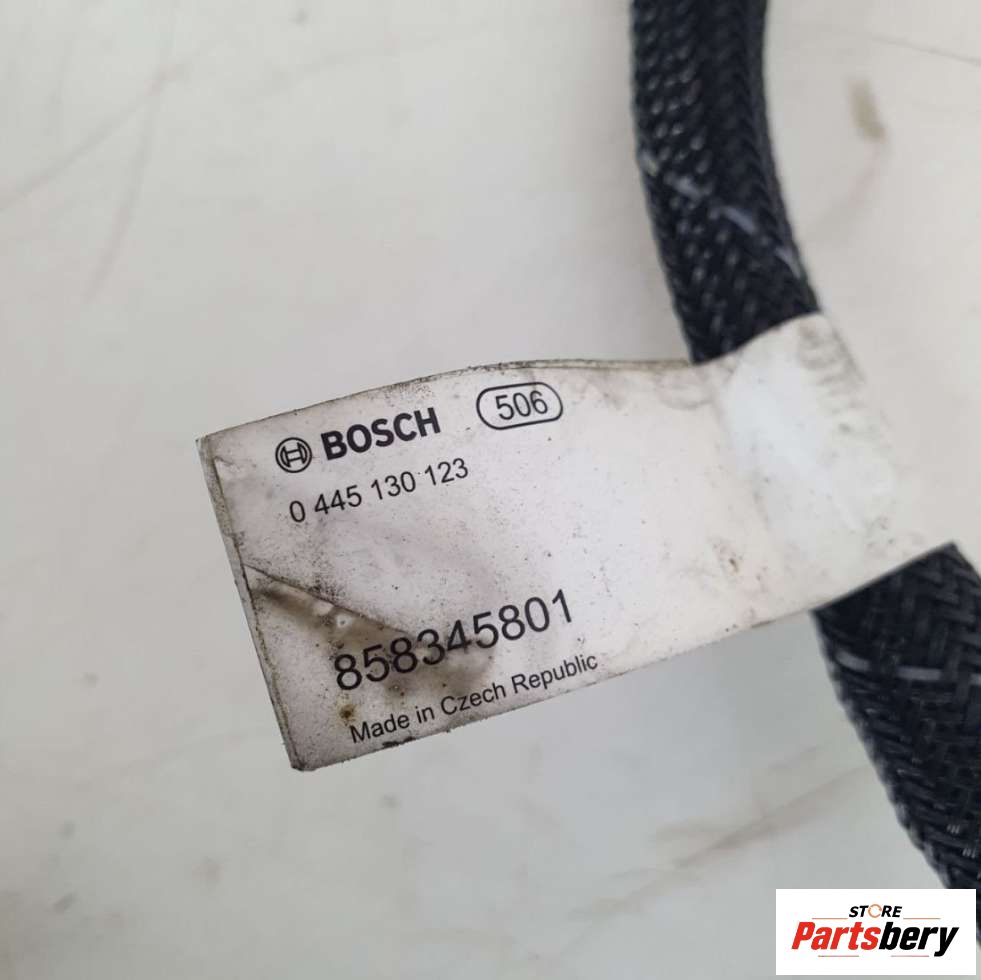 BOSCH 506
0 445 130 123
858345801
Made in Czech Republic
STORE
Partsbery